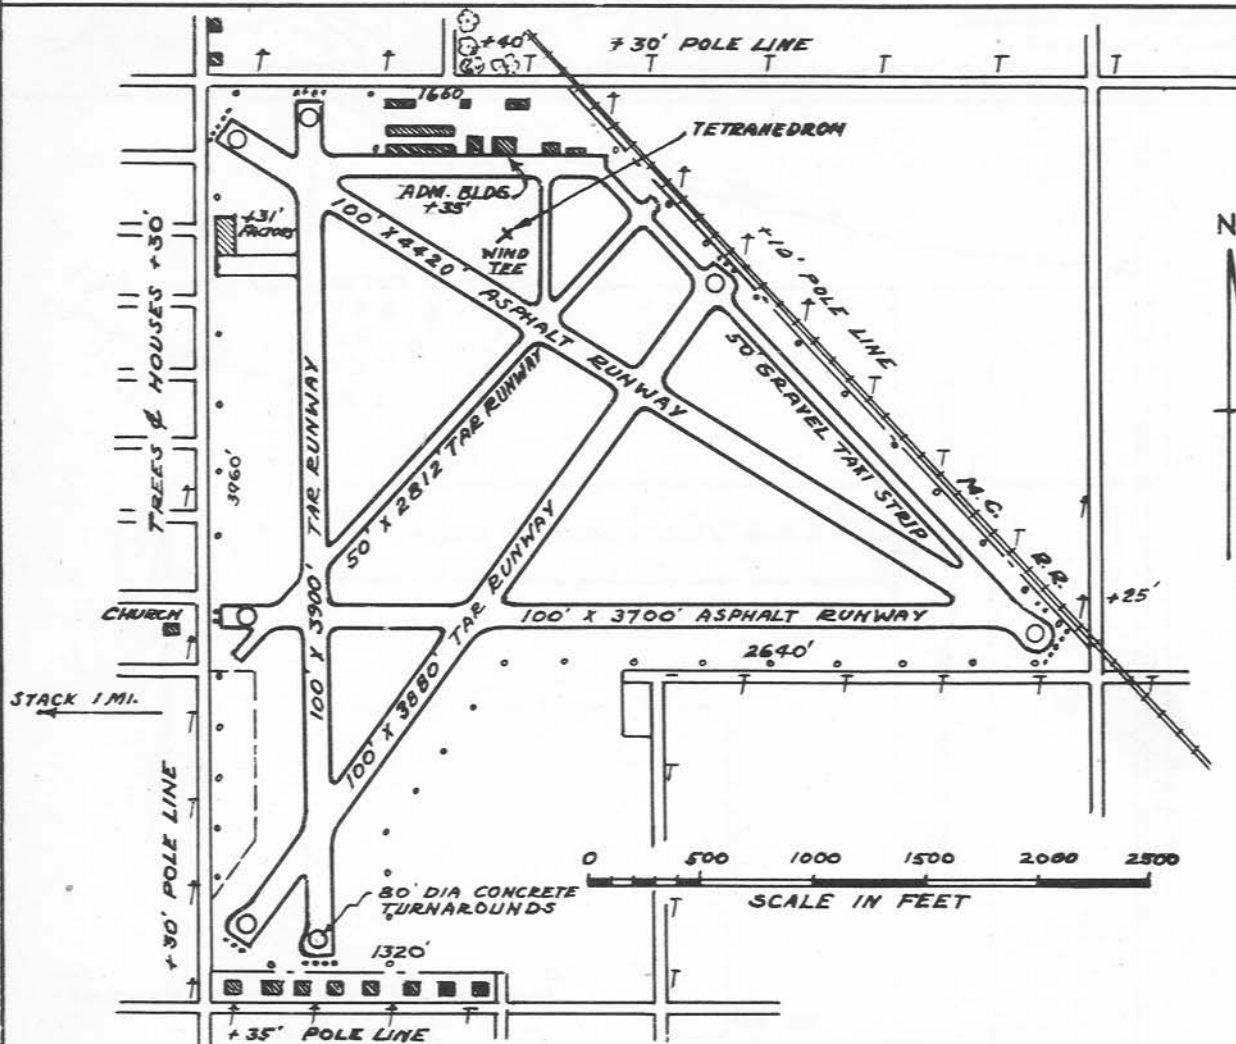 +40'
+30' POLE LINE
1660
TETRAHEDRON
ADM. BLDG.
+35'
+31'
FACTORY
WIND
TEE
N
TREES & HOUSES +30'
100' X 4420' ASPHALT RUNWAY
+10' POLE LINE
50' GRAVEL TAXI STRIP
3960'
100' X 3900' TAR RUNWAY
50' X 2812' TAR RUNWAY
M.C. R.R.
+25'
CHURCH
100' X 3700' ASPHALT RUNWAY
2640'
STACK 1 MI.
100' X 3880' TAR RUNWAY
+30' POLE LINE
0 500 1000 1500 2000 2500
SCALE IN FEET
80' DIA CONCRETE
TURNAROUNDS
1320'
+35' POLE LINE